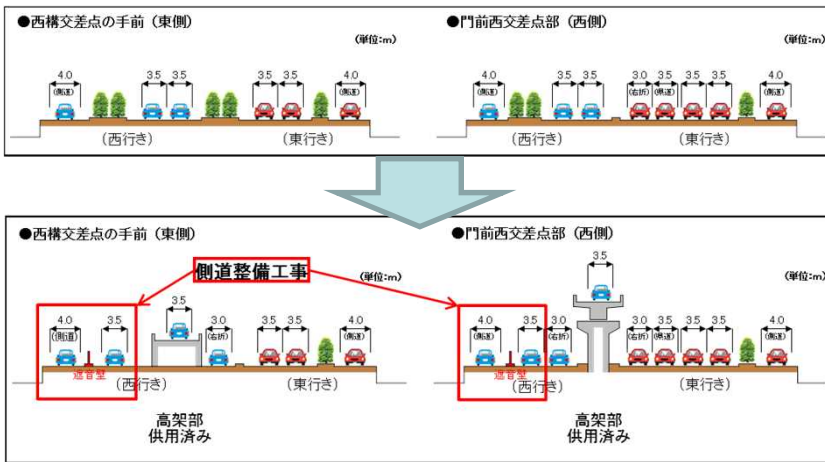 ●西構交差点の手前（東側）
(単位:m)
4.0 3.5 3.5 3.5 3.5 4.0
(側道) (側道)
(西行き) (東行き)
●門前西交差点部（西側）
(単位:m)
4.0 3.5 3.5 3.0 3.5 3.5 3.5 4.0
(側道) (右折) (県道) (側道)
(西行き) (東行き)
●西構交差点の手前（東側）
側道整備工事
(単位:m)
4.0 3.5 3.5 3.0 3.5 3.5 4.0
(側道) (右折) (側道)
遮音壁
(西行き) (東行き)
高架部
供用済み
●門前西交差点部（西側）
(単位:m)
3.5
4.0 3.5 3.0 3.0 3.5 3.5 3.5 4.0
(側道) (右折) (右折) (県道) (側道)
遮音壁
(西行き) (東行き)
高架部
供用済み